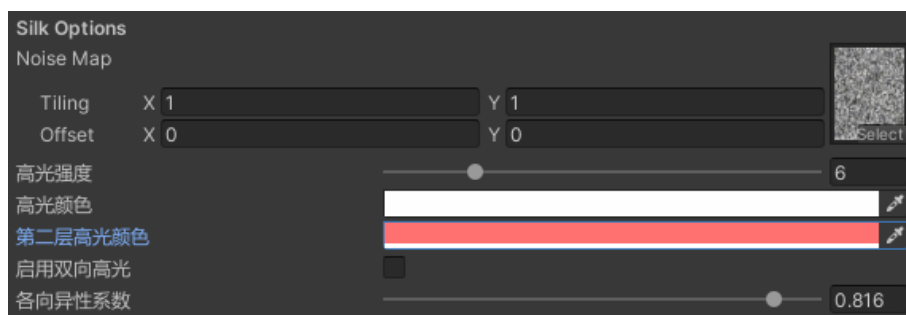 Silk Options
Noise Map
Tiling X 1 Y 1
Offset X 0 Y 0
Select
高光强度 6
高光颜色
第二层高光颜色
启用双向高光
各向异性系数 0.816